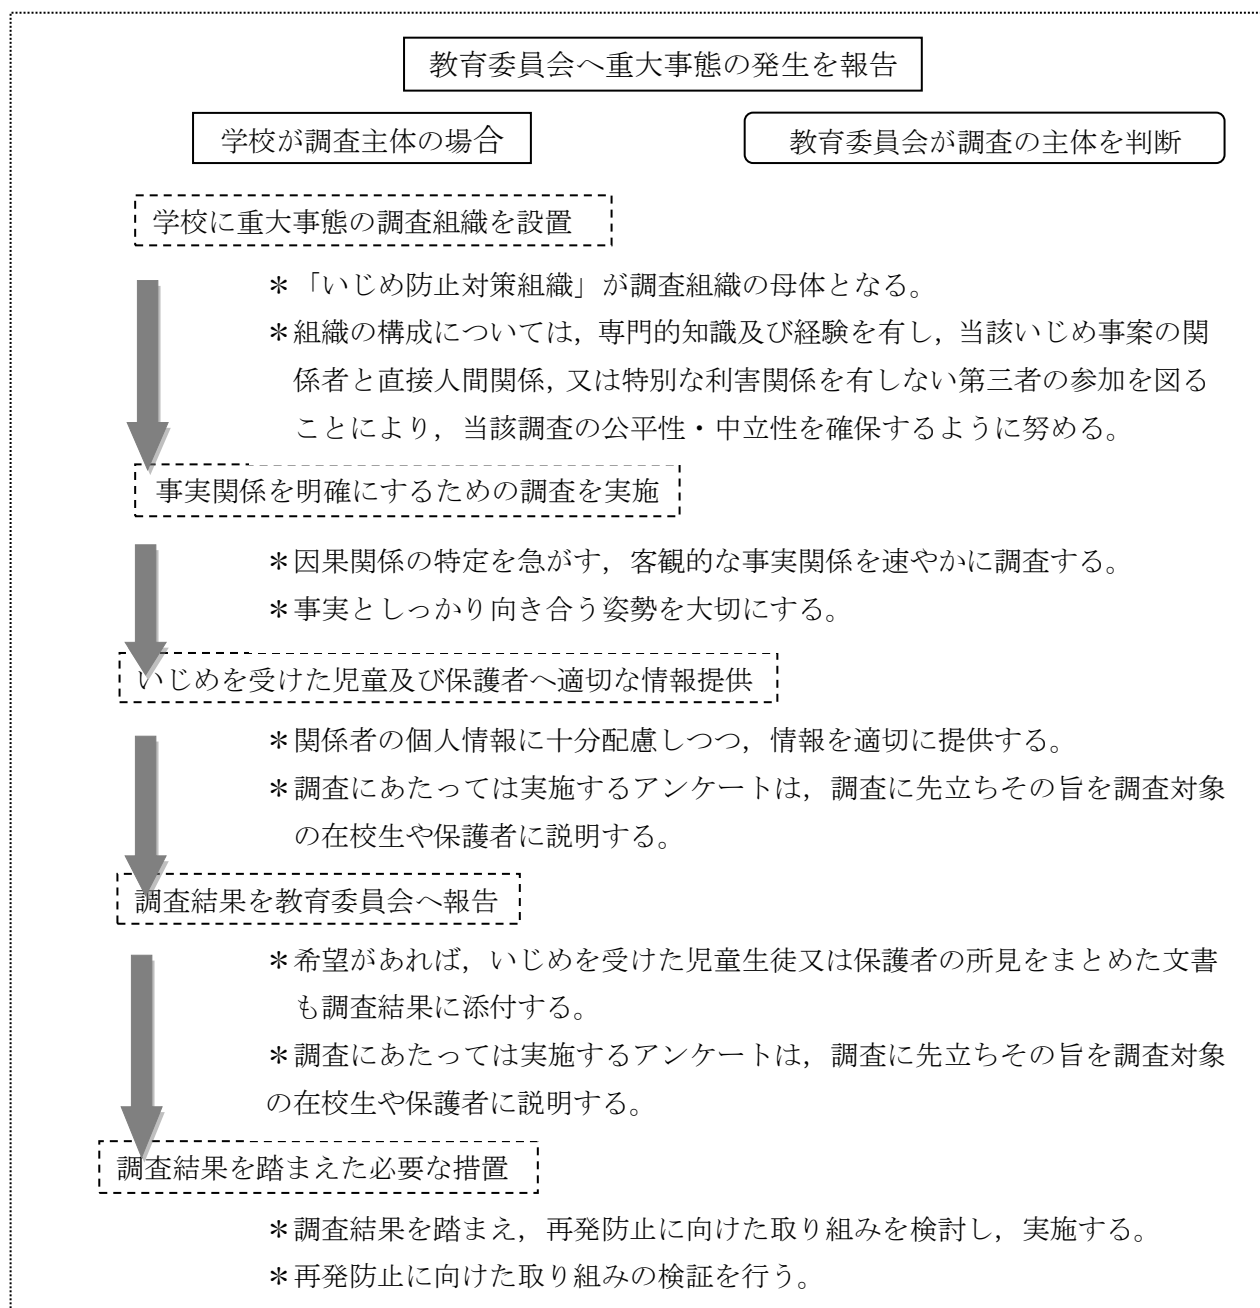 教育委員会へ重大事態の発生を報告
学校が調査主体の場合
教育委員会が調査の主体を判断
学校に重大事態の調査組織を設置
＊「いじめ防止対策組織」が調査組織の母体となる。
＊組織の構成については，専門的知識及び経験を有し，当該いじめ事案の関
係者と直接人間関係，又は特別な利害関係を有しない第三者の参加を図る
ことにより，当該調査の公平性・中立性を確保するように努める。
事実関係を明確にするための調査を実施
＊因果関係の特定を急がす，客観的な事実関係を速やかに調査する。
＊事実としっかり向き合う姿勢を大切にする。
いじめを受けた児童及び保護者へ適切な情報提供
＊関係者の個人情報に十分配慮しつつ，情報を適切に提供する。
＊調査にあたっては実施するアンケートは，調査に先立ちその旨を調査対象
の在校生や保護者に説明する。
調査結果を教育委員会へ報告
＊希望があれば，いじめを受けた児童生徒又は保護者の所見をまとめた文書
も調査結果に添付する。
＊調査にあたっては実施するアンケートは，調査に先立ちその旨を調査対象
の在校生や保護者に説明する。
調査結果を踏まえた必要な措置
＊調査結果を踏まえ，再発防止に向けた取り組みを検討し，実施する。
＊再発防止に向けた取り組みの検証を行う。